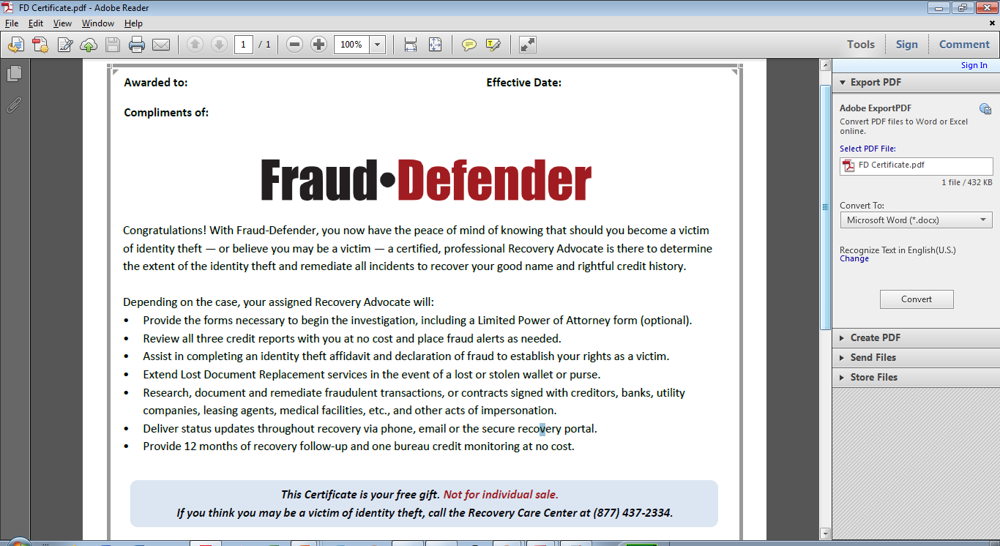 FD Certificate.pdf - Adobe Reader
File Edit View Window Help
1 / 1 100% Tools Sign Comment
Sign In
Awarded to: Effective Date:
Compliments of:
Fraud•Defender
Congratulations! With Fraud-Defender, you now have the peace of mind of knowing that should you become a victim
of identity theft — or believe you may be a victim — a certified, professional Recovery Advocate is there to determine
the extent of the identity theft and remediate all incidents to recover your good name and rightful credit history.
Depending on the case, your assigned Recovery Advocate will:
• Provide the forms necessary to begin the investigation, including a Limited Power of Attorney form (optional).
• Review all three credit reports with you at no cost and place fraud alerts as needed.
• Assist in completing an identity theft affidavit and declaration of fraud to establish your rights as a victim.
• Extend Lost Document Replacement services in the event of a lost or stolen wallet or purse.
• Research, document and remediate fraudulent transactions, or contracts signed with creditors, banks, utility
companies, leasing agents, medical facilities, etc., and other acts of impersonation.
• Deliver status updates throughout recovery via phone, email or the secure recovery portal.
• Provide 12 months of recovery follow-up and one bureau credit monitoring at no cost.
This Certificate is your free gift. Not for individual sale.
If you think you may be a victim of identity theft, call the Recovery Care Center at (877) 437-2334.
Export PDF
Adobe ExportPDF
Convert PDF files to Word or Excel
online.
Select PDF File:
FD Certificate.pdf
1 file / 432 KB
Convert To:
Microsoft Word (*.docx)
Recognize Text in English(U.S.)
Change
Convert
Create PDF
Send Files
Store Files